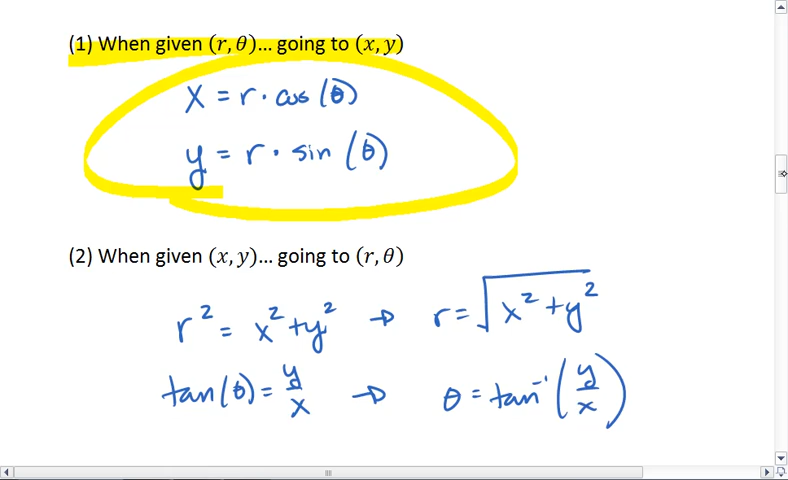 (1) When given (r, θ)... going to (x, y)
x = r · cos(θ)
y = r · sin(θ)
(2) When given (x, y)... going to (r, θ)
r² = x² + y² → r = √(x² + y²)
tan(θ) = y/x → θ = tan⁻¹(y/x)